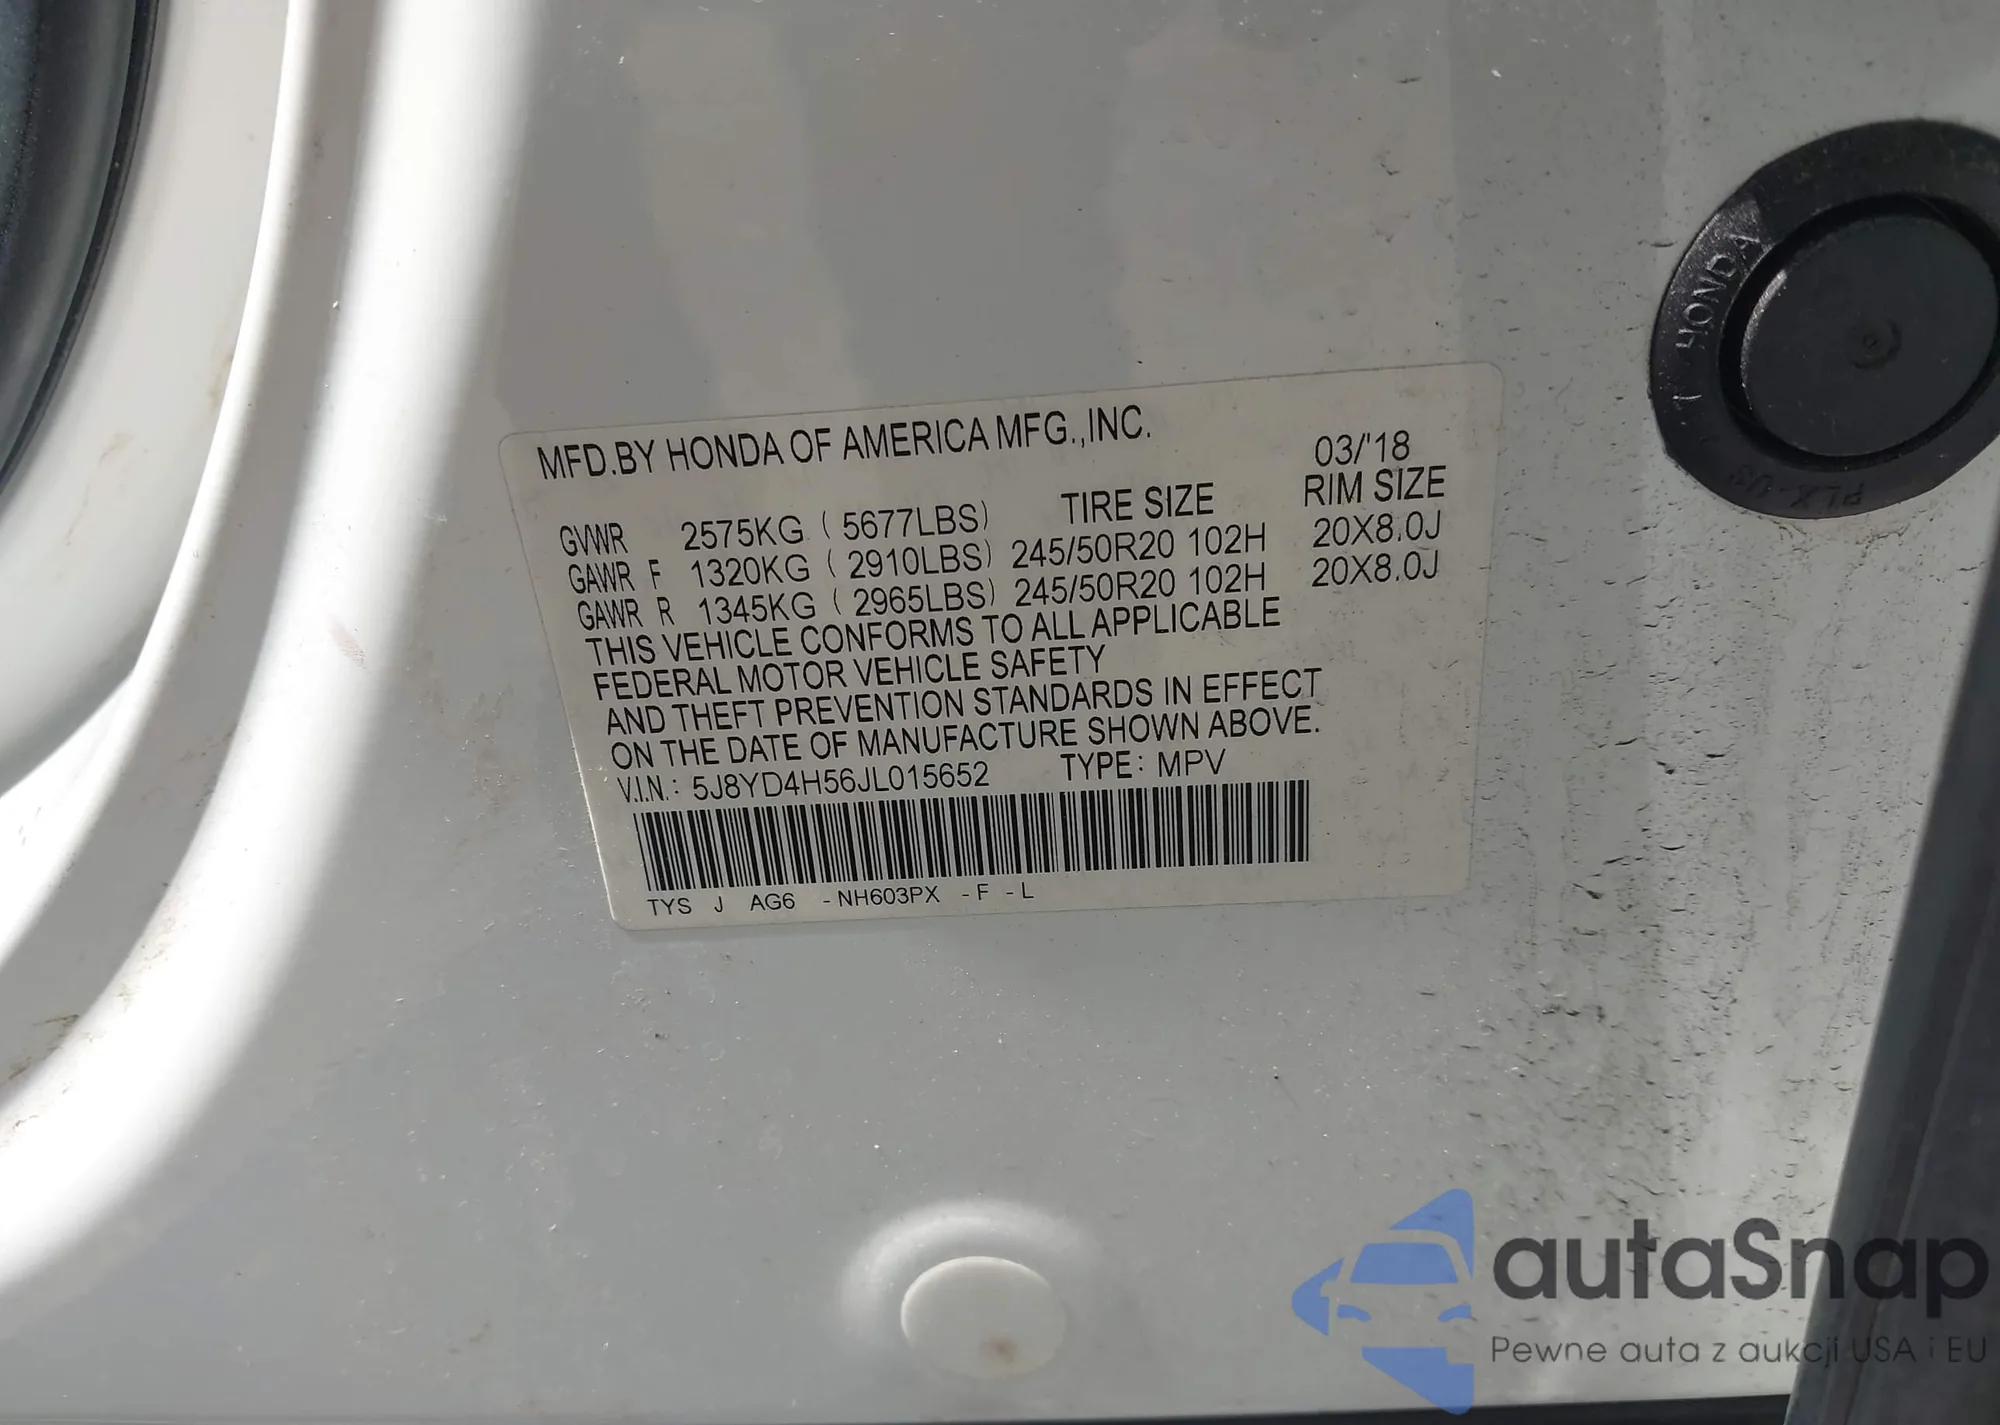 MFD.BY HONDA OF AMERICA MFG.,INC.
03/'18
GVWR 2575KG ( 5677LBS) TIRE SIZE RIM SIZE
GAWR F 1320KG ( 2910LBS) 245/50R20 102H 20X8.0J
GAWR R 1345KG ( 2965LBS) 245/50R20 102H 20X8.0J
THIS VEHICLE CONFORMS TO ALL APPLICABLE
FEDERAL MOTOR VEHICLE SAFETY
AND THEFT PREVENTION STANDARDS IN EFFECT
ON THE DATE OF MANUFACTURE SHOWN ABOVE.
V.I.N.: 5J8YD4H56JL015652 TYPE: MPV
TYS J AG6 -NH603PX -F -L
HONDA
autaSnap
Pewne auta z aukcji USA i EU